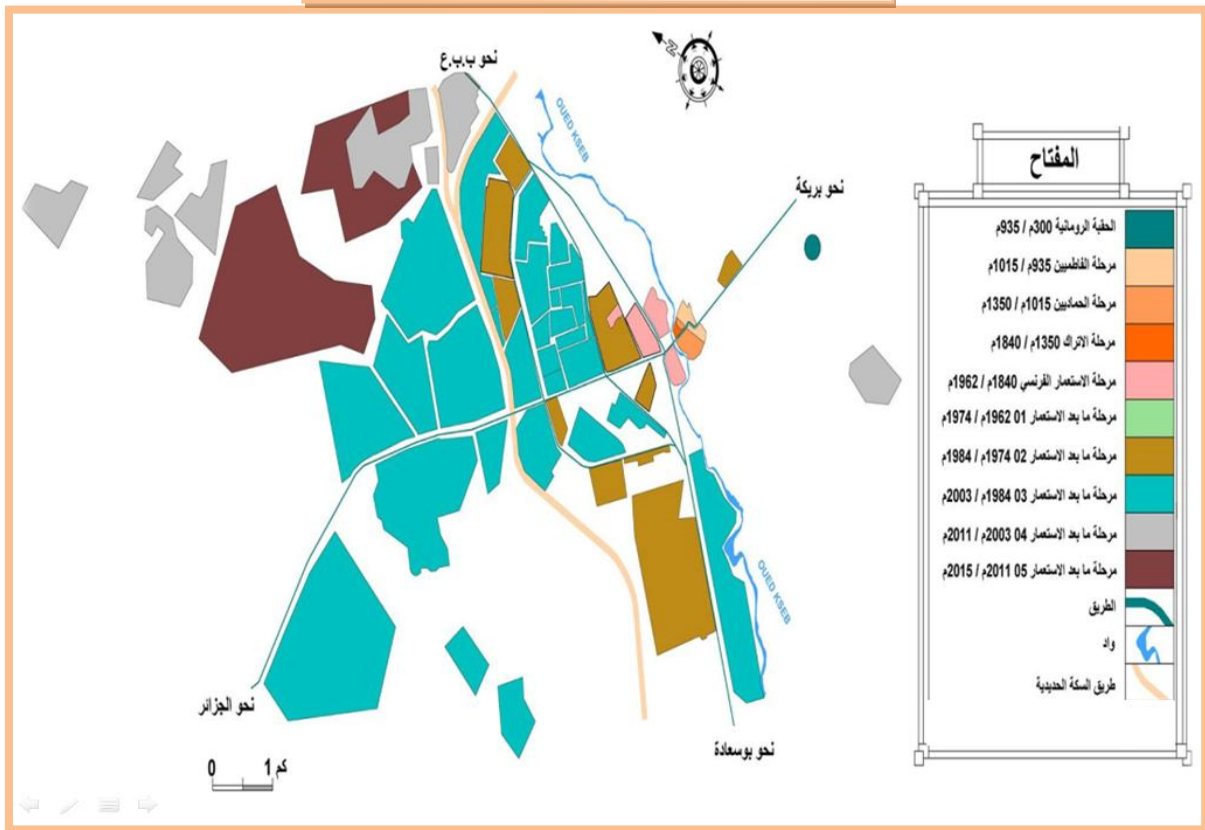 نحو ب.ب.ع
N
OUED KSEB
نحو بريكة
المفتاح
الحقبة الرومانية 300م / 935م
مرحلة الفاطميين 935م / 1015م
مرحلة الحماديين 1015م / 1350م
مرحلة الاتراك 1350م / 1840م
مرحلة الاستعمار الفرنسي 1840م / 1962م
مرحلة ما بعد الاستعمار 01 1962م / 1974م
مرحلة ما بعد الاستعمار 02 1974م / 1984م
مرحلة ما بعد الاستعمار 03 1984م / 2003م
مرحلة ما بعد الاستعمار 04 2003م / 2011م
مرحلة ما بعد الاستعمار 05 2011م / 2015م
الطريق
واد
طريق السكة الحديدية
OUED KSEB
نحو الجزائر
نحو بوسعادة
0 1 كم